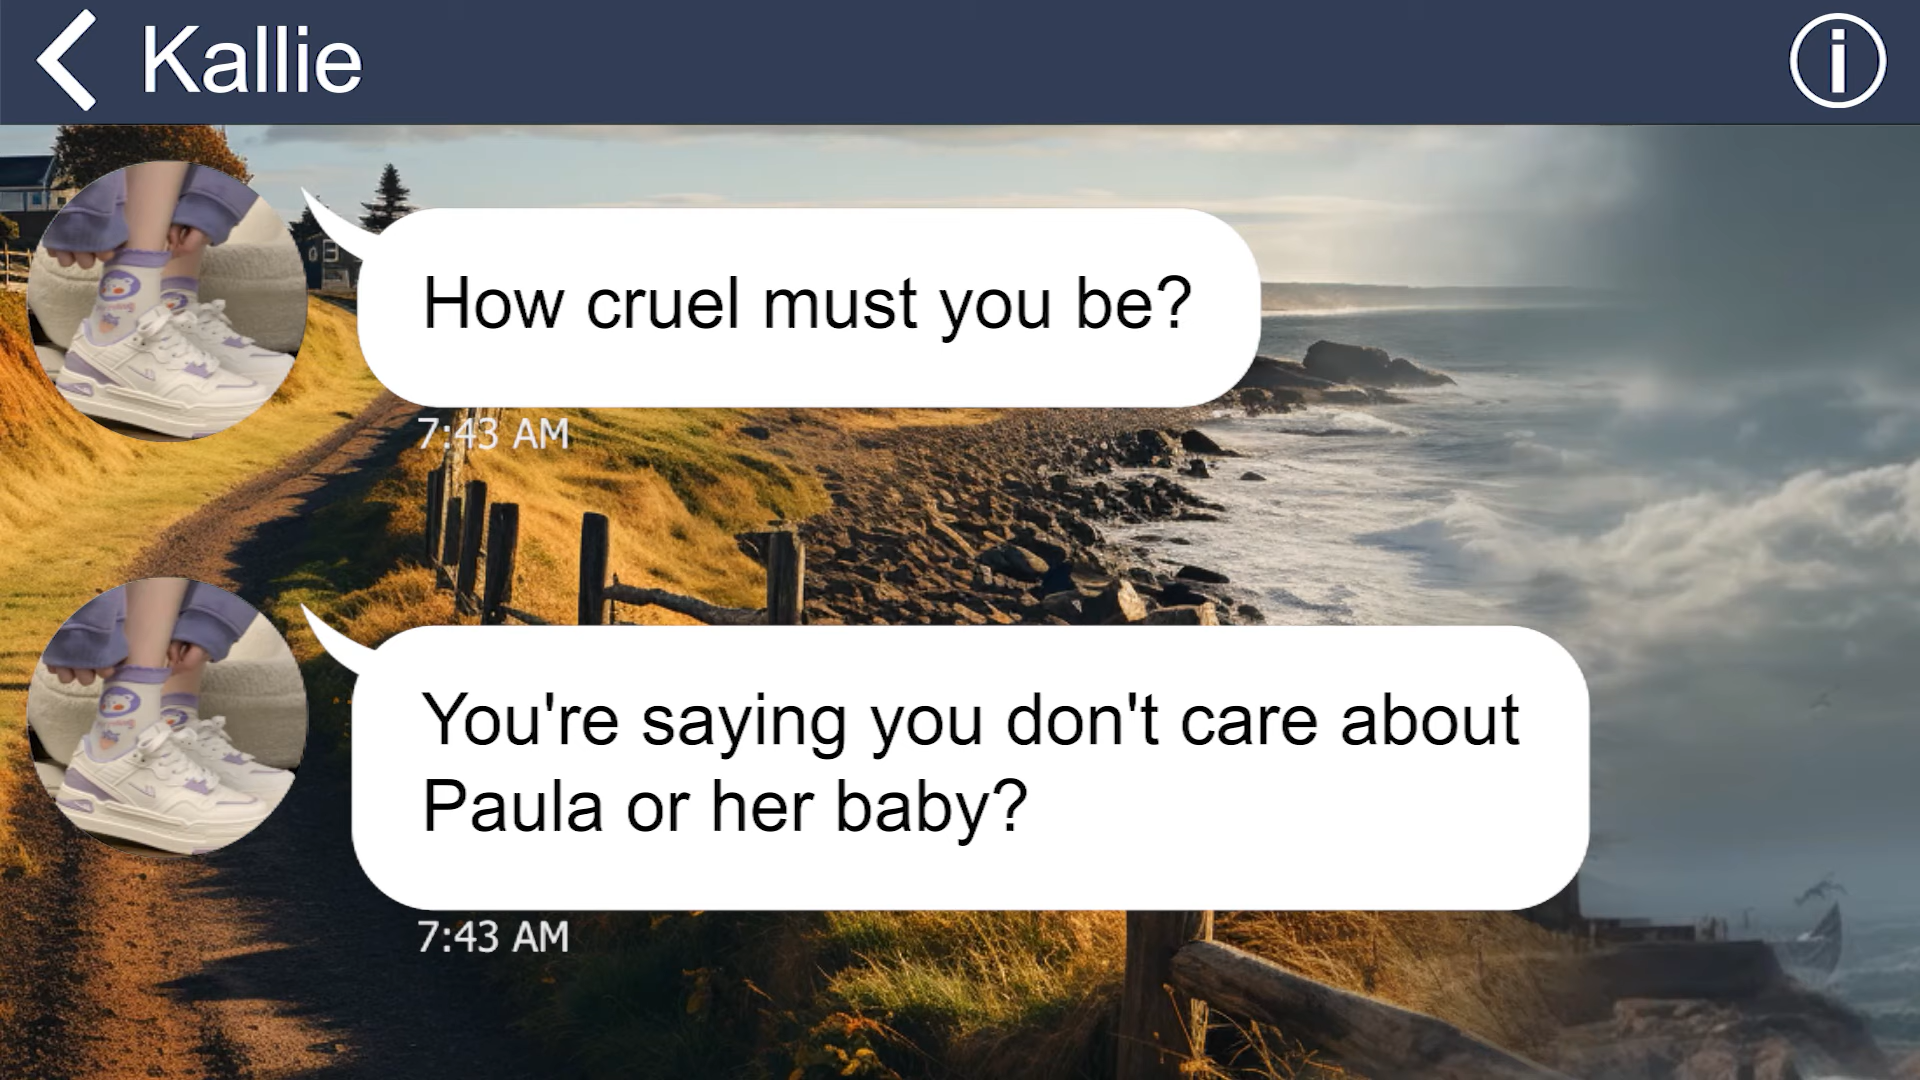 Kallie
How cruel must you be?
7:43 AM
You're saying you don't care about
Paula or her baby?
7:43 AM